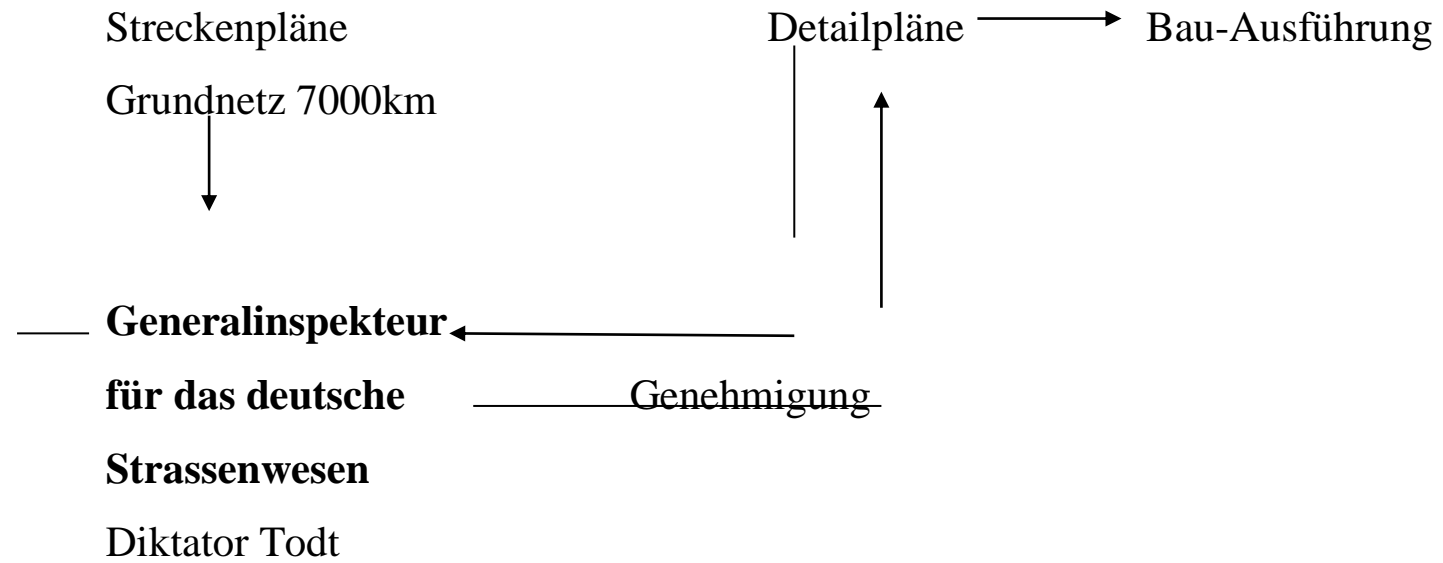 Streckenpläne Detailpläne Bau-Ausführung
Grundnetz 7000km
Generalinspekteur
für das deutsche Genehmigung
Strassenwesen
Diktator Todt